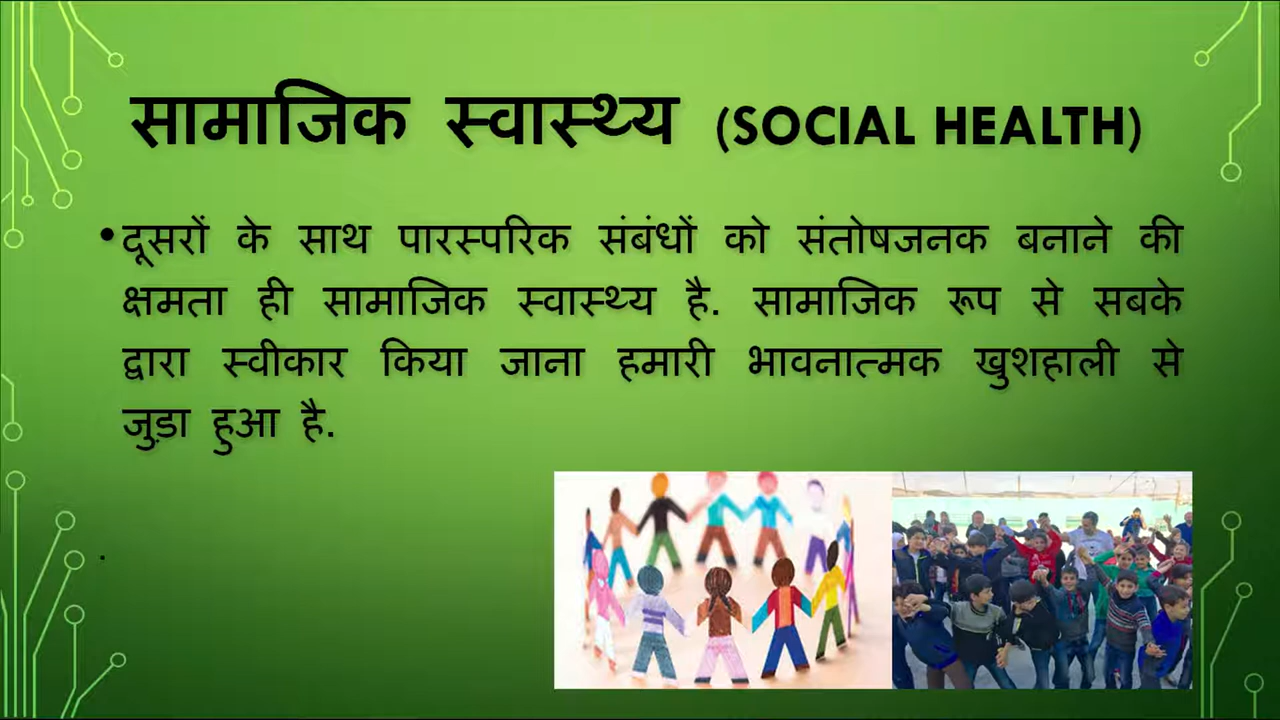 सामाजिक स्वास्थ्य (SOCIAL HEALTH)
•दूसरों के साथ पारस्परिक संबंधों को संतोषजनक बनाने की
क्षमता ही सामाजिक स्वास्थ्य है. सामाजिक रूप से सबके
द्वारा स्वीकार किया जाना हमारी भावनात्मक खुशहाली से
जुड़ा हुआ है.
.